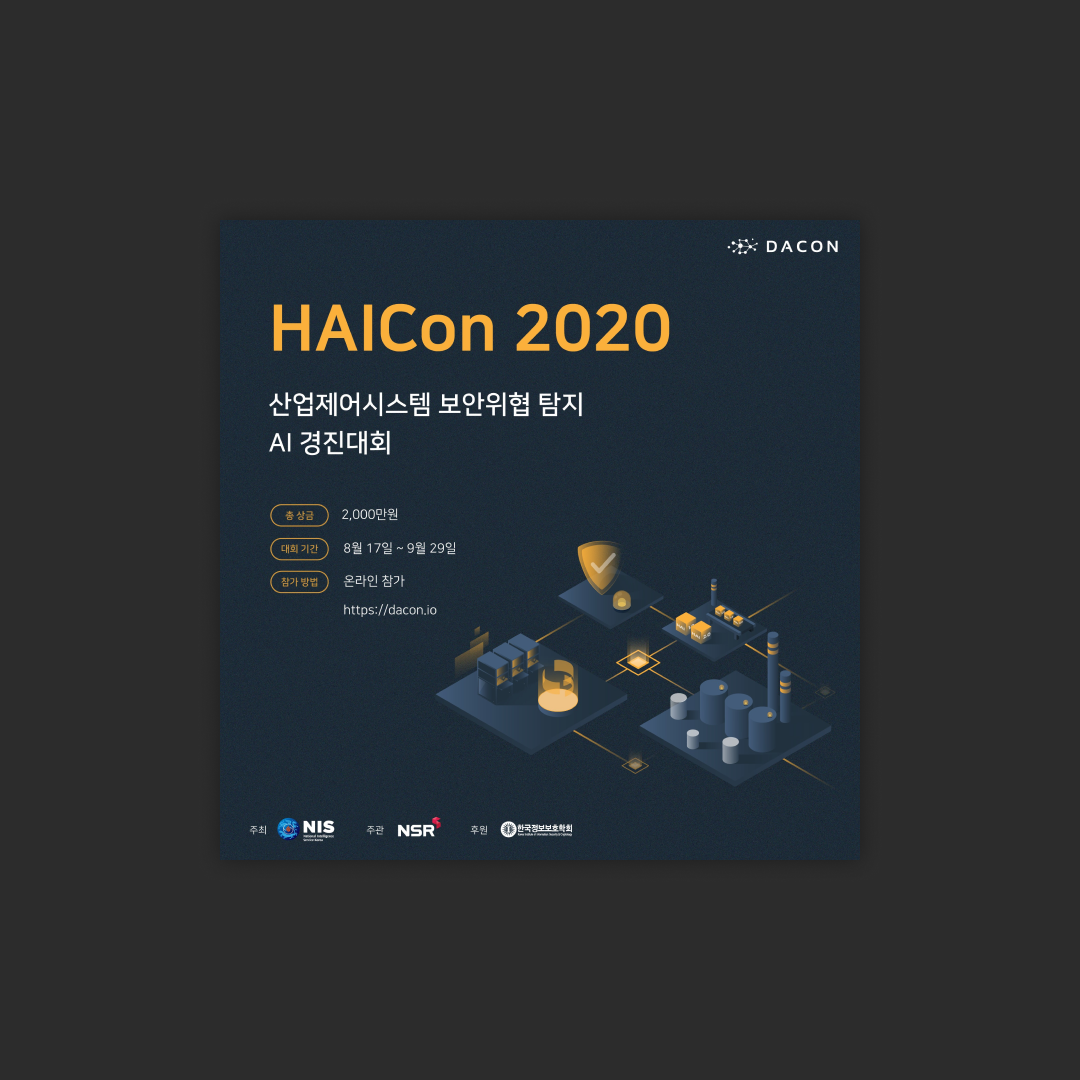 DACON
HAICon 2020
산업제어시스템 보안위협 탐지
AI 경진대회
총 상금 2,000만원
대회 기간 8월 17일 ~ 9월 29일
참가 방법 온라인 참가
https://dacon.io
주최 NIS 주관 NSR 후원 한국정보보호학회
National Intelligence
Service Korea